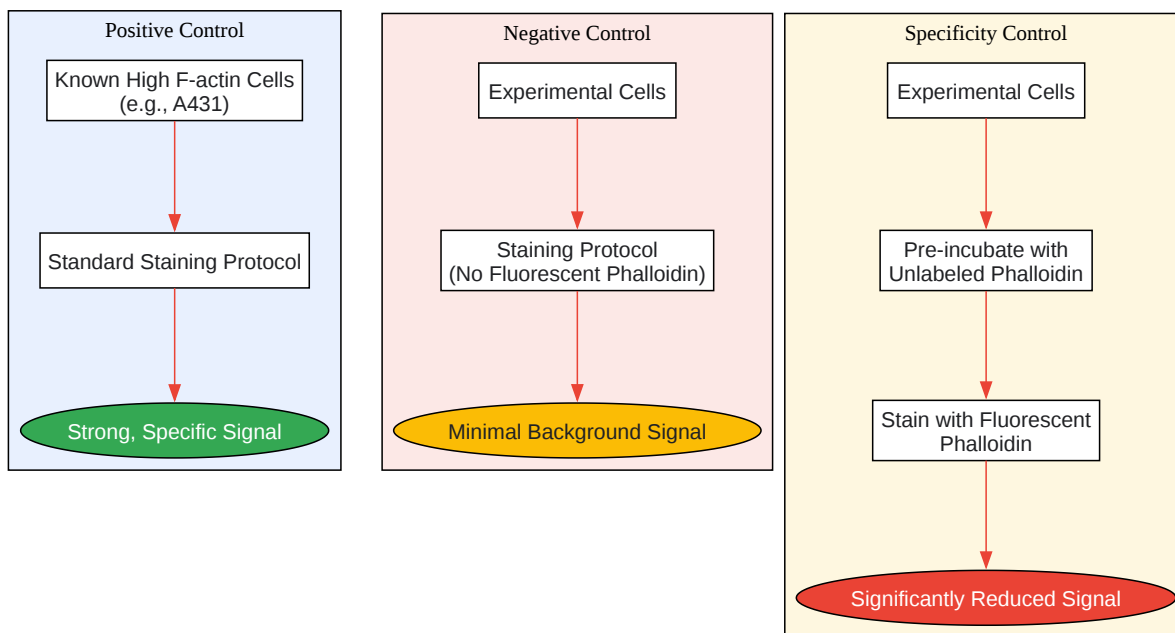 Positive Control
Known High F-actin Cells
(e.g., A431)
Standard Staining Protocol
Strong, Specific Signal
Negative Control
Experimental Cells
Staining Protocol
(No Fluorescent Phalloidin)
Minimal Background Signal
Specificity Control
Experimental Cells
Pre-incubate with
Unlabeled Phalloidin
Stain with Fluorescent
Phalloidin
Significantly Reduced Signal